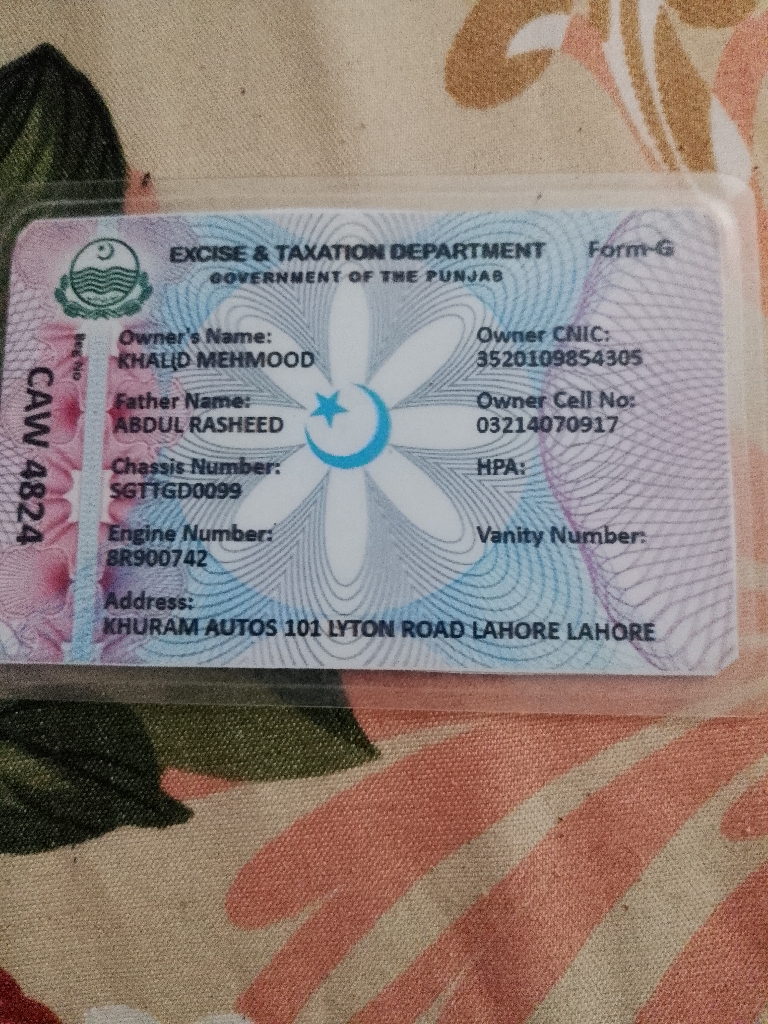 EXCISE & TAXATION DEPARTMENT Form-G
GOVERNMENT OF THE PUNJAB
Reg No
CAW 4824
Owner's Name: Owner CNIC:
KHALID MEHMOOD 3520109854305
Father Name: Owner Cell No:
ABDUL RASHEED 03214070917
Chassis Number: HPA:
SGTTGD0099
Engine Number: Vanity Number:
8R900742
Address:
KHURAM AUTOS 101 LYTON ROAD LAHORE LAHORE